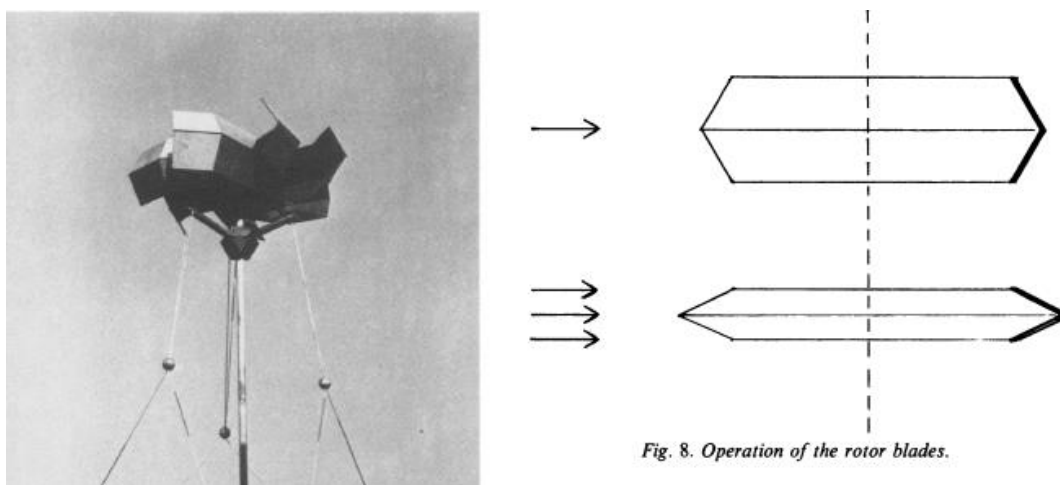 Fig. 8. Operation of the rotor blades.